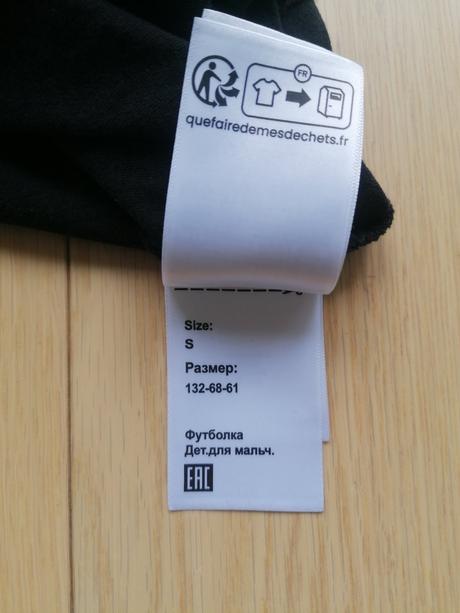 FR
quefairedemesdechets.fr
Size:
S
Размер:
132-68-61
Футболка
Дет.для мальч.
EAC